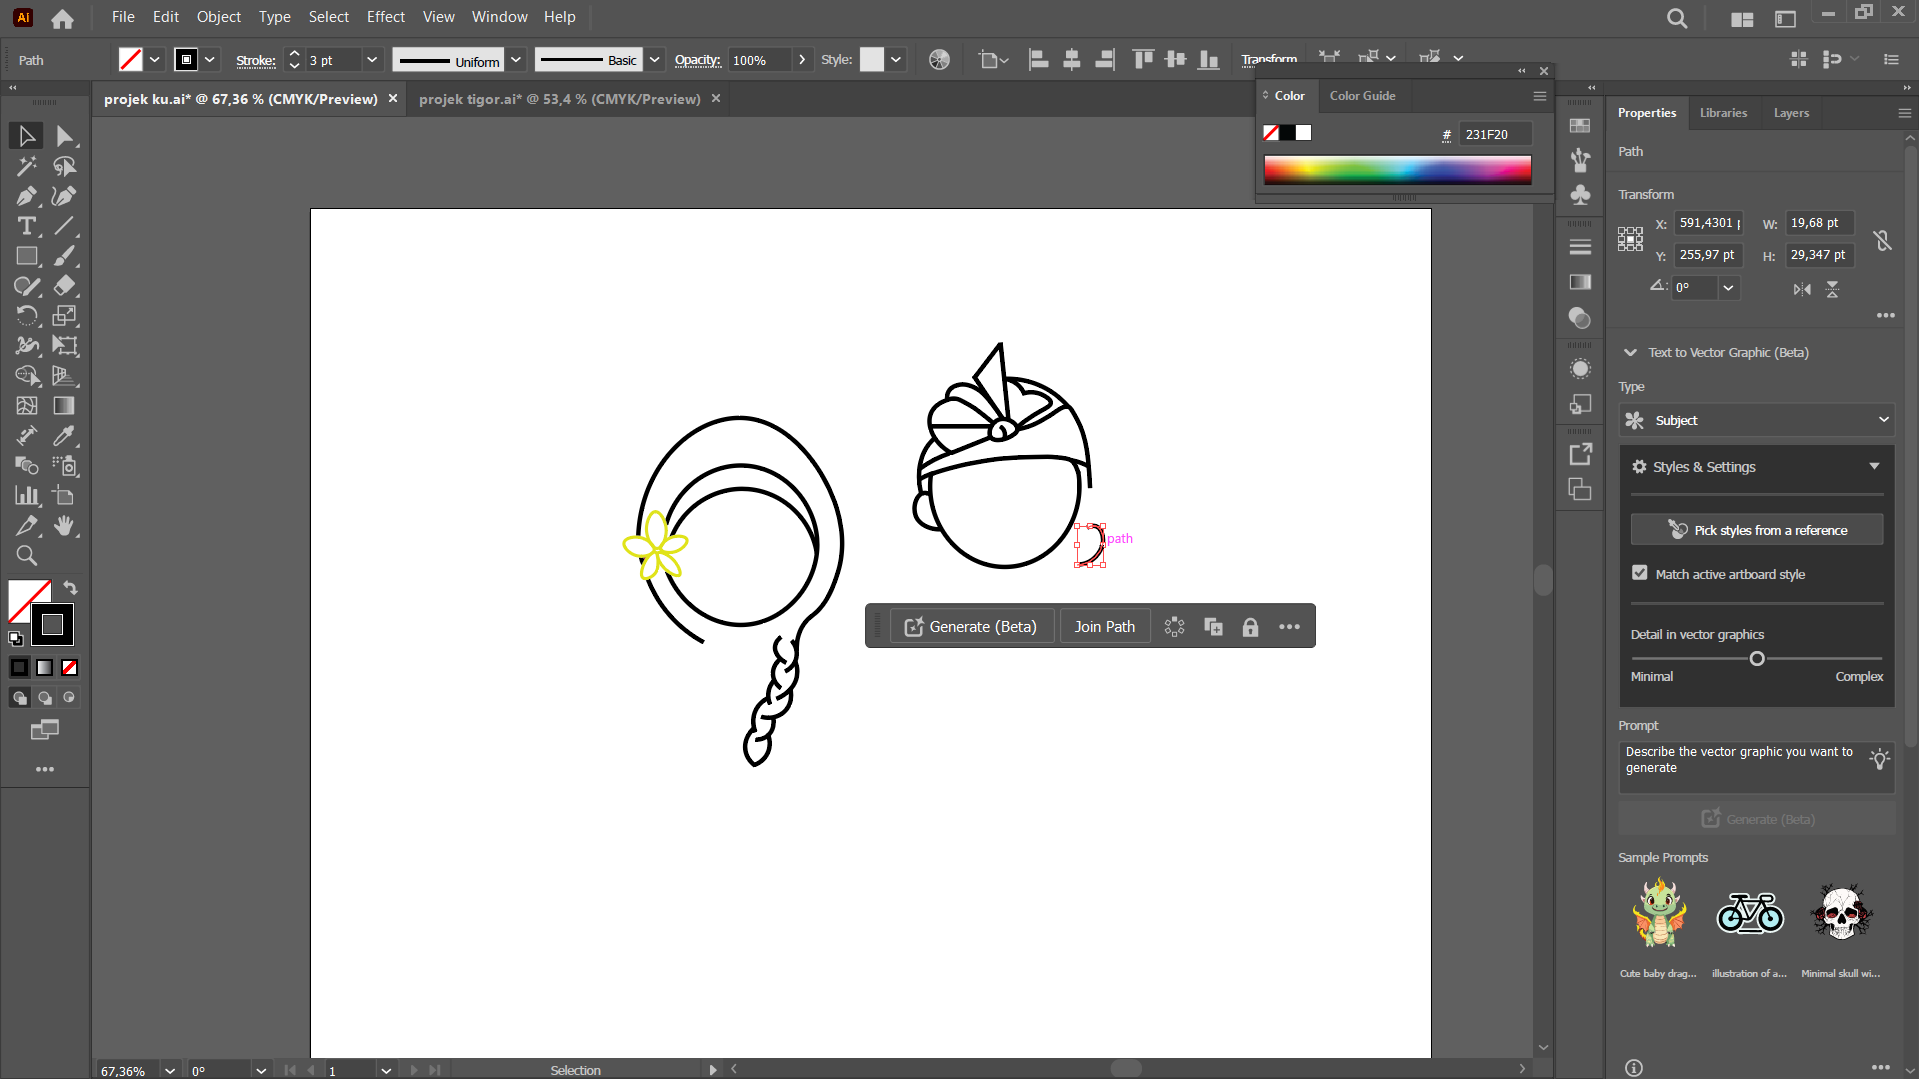 Ai File Edit Object Type Select Effect View Window Help
Path Stroke: 3 pt Uniform Basic Opacity: 100% Style: Transform
projek ku.ai* @ 67,36 % (CMYK/Preview) projek tigor.ai* @ 53,4 % (CMYK/Preview)
Color Color Guide
# 231F20
Properties Libraries Layers
Path
Transform
X: 591,4301 W: 19,68 pt
Y: 255,97 pt H: 29,347 pt
0°
Text to Vector Graphic (Beta)
Type
Subject
Styles & Settings
Pick styles from a reference
Match active artboard style
Detail in vector graphics
Minimal Complex
Prompt
Describe the vector graphic you want to
generate
Generate (Beta)
Sample Prompts
Cute baby drag... illustration of a... Minimal skull wi...
path
Generate (Beta) Join Path
67,36% 0° 1 Selection